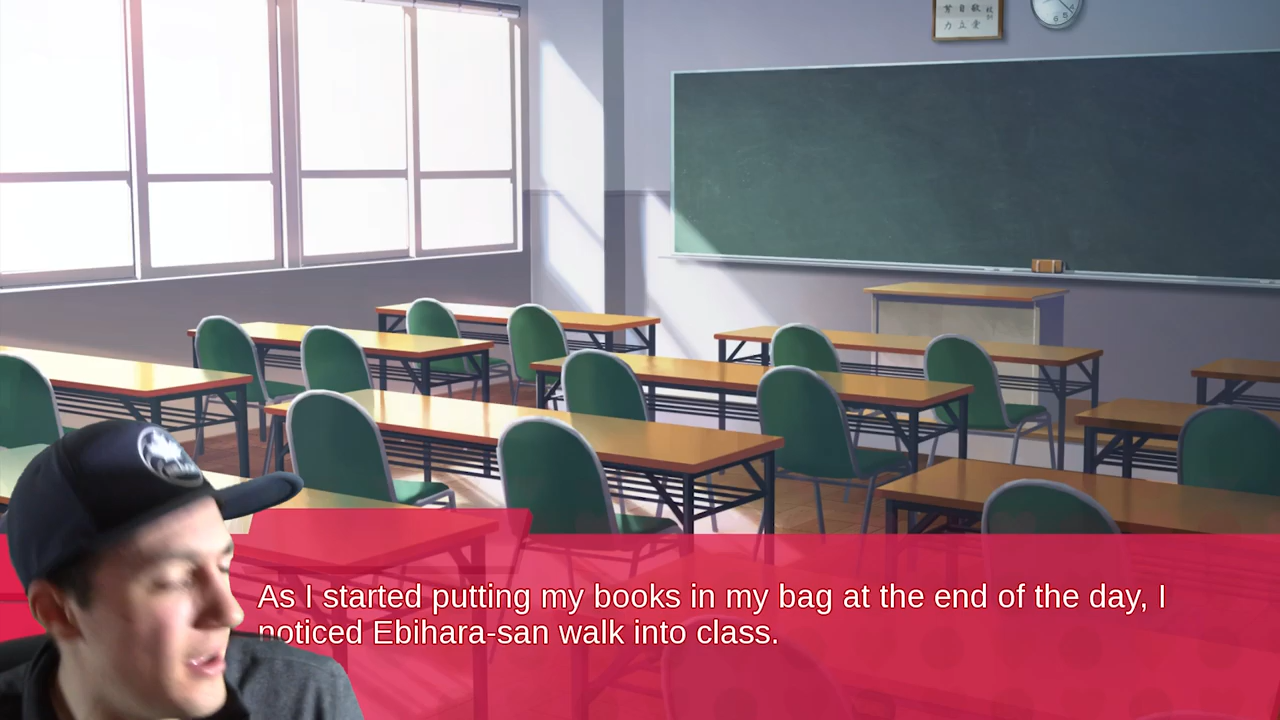 As I started putting my books in my bag at the end of the day, I
noticed Ebihara-san walk into class.